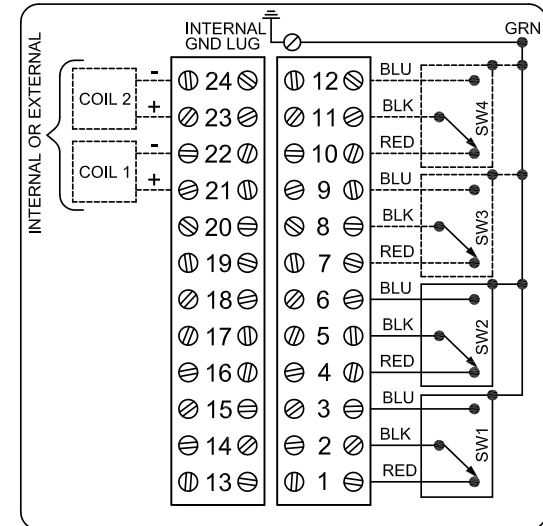 INTERNAL
GND LUG
GRN
INTERNAL OR EXTERNAL
COIL 2
-
+
COIL 1
-
+
24
23
22
21
20
19
18
17
16
15
14
13
12
11
10
9
8
7
6
5
4
3
2
1
BLU
BLK
RED
SW4
BLU
BLK
RED
SW3
BLU
BLK
RED
SW2
BLU
BLK
RED
SW1